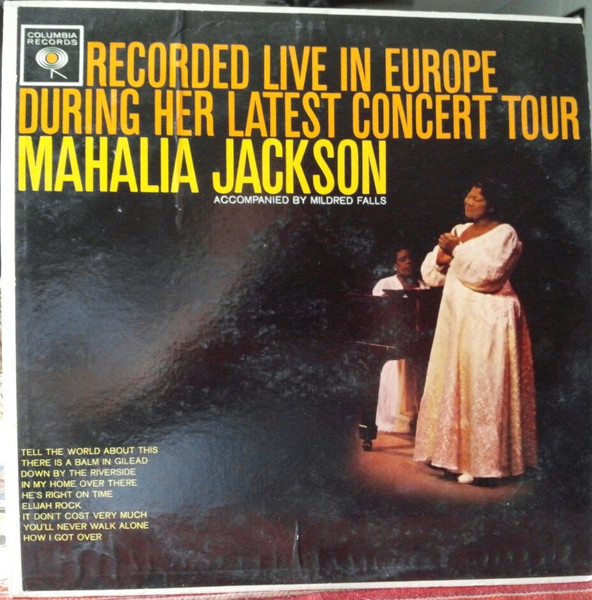 COLUMBIA
RECORDS
RECORDED LIVE IN EUROPE
DURING HER LATEST CONCERT TOUR
MAHALIA JACKSON
ACCOMPANIED BY MILDRED FALLS
TELL THE WORLD ABOUT THIS
THERE IS A BALM IN GILEAD
DOWN BY THE RIVERSIDE
IN MY HOME OVER THERE
HE'S RIGHT ON TIME
ELIJAH ROCK
IT DON'T COST VERY MUCH
YOU'LL NEVER WALK ALONE
HOW I GOT OVER